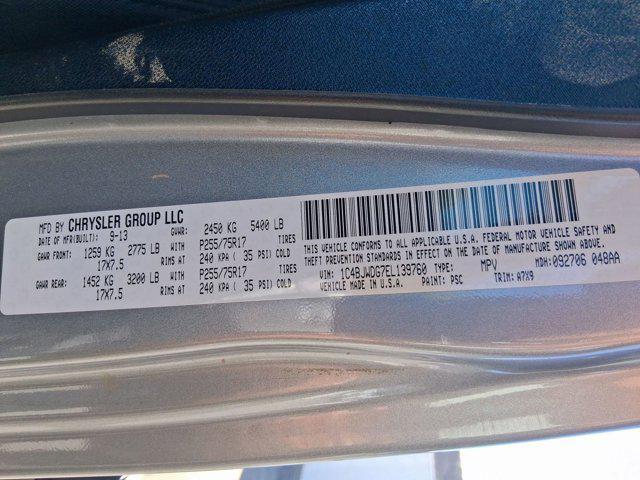 MFD BY CHRYSLER GROUP LLC
DATE OF MFR(BUILT): 9-13 GVWR: 2450 KG 5400 LB
GAWR FRONT: 1259 KG 2775 LB WITH P255/75R17 TIRES
17X7.5 RIMS AT 240 KPA ( 35 PSI) COLD
GAWR REAR: 1452 KG 3200 LB WITH P255/75R17 TIRES
17X7.5 RIMS AT 240 KPA ( 35 PSI) COLD
THIS VEHICLE CONFORMS TO ALL APPLICABLE U.S.A. FEDERAL MOTOR VEHICLE SAFETY AND
THEFT PREVENTION STANDARDS IN EFFECT ON THE DATE OF MANUFACTURE SHOWN ABOVE.
VIN: 1C4BJWDG7EL139760 TYPE: MPV MDH:092706 048AA
VEHICLE MADE IN U.S.A. PAINT: PSC TRIM: A7X9